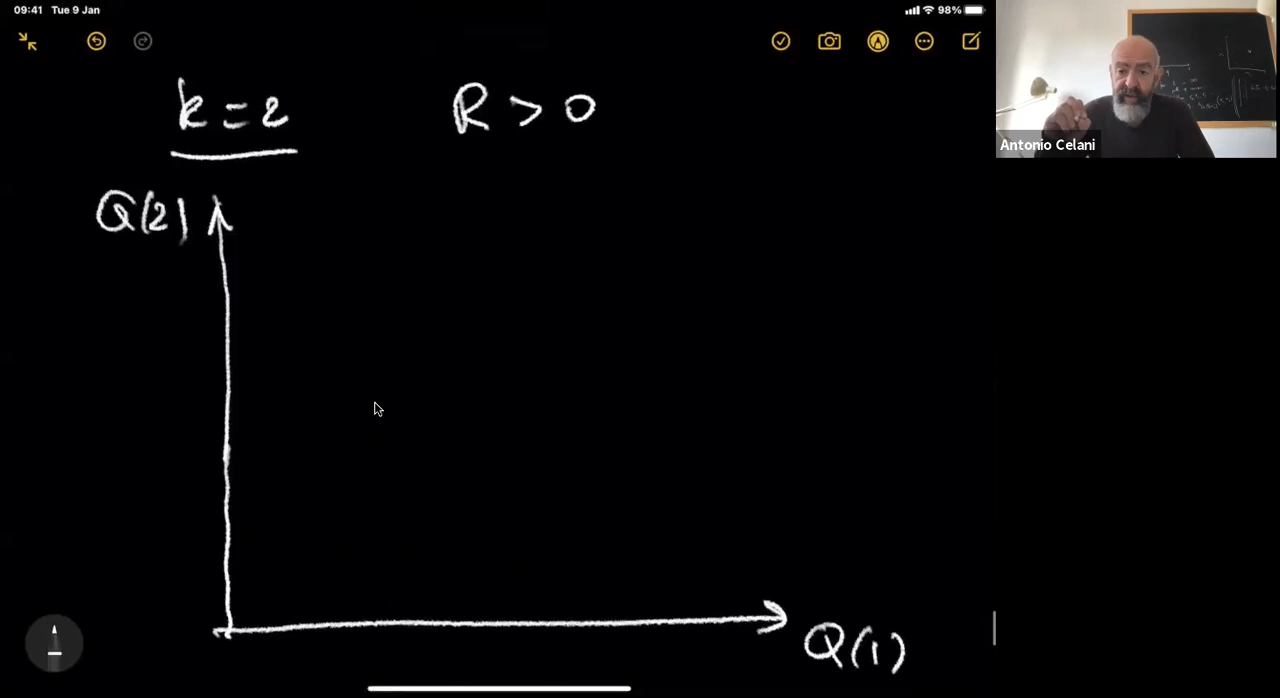 09:41 Tue 9 Jan 98%
k = 2 R > 0
Q(2)
Q(1)
Antonio Celani